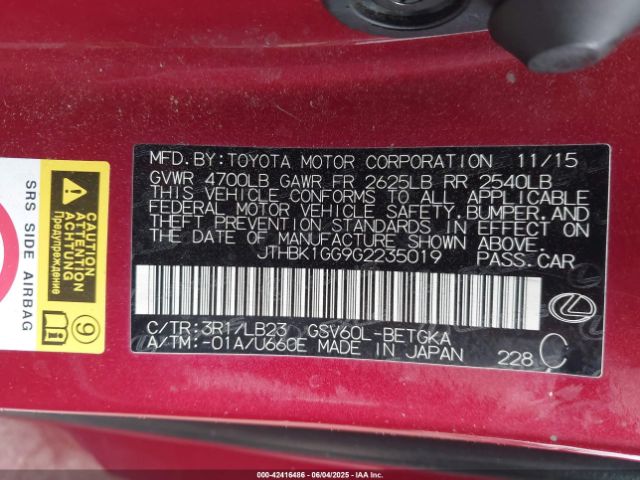 MFD.BY:TOYOTA MOTOR CORPORATION 11/15
GVWR 4700LB GAWR FR 2625LB RR 2540LB
THIS VEHICLE CONFORMS TO ALL APPLICABLE
FEDERAL MOTOR VEHICLE SAFETY,BUMPER,AND
THEFT PREVENTION STANDARDS IN EFFECT ON
THE DATE OF MANUFACTURE SHOWN ABOVE.
JTHBK1GG9G2235019 PASS.CAR
C/TR:3R1/LB23 GSV60L-BETGKA
A/TM:-01A/U660E MADE IN JAPAN 228 C
CAUTION
ATTENTION
ACHTUNG
Предупреждение
SRS SIDE AIRBAG
9
000-42416486 - 06/04/2025 - IAAI, Inc.